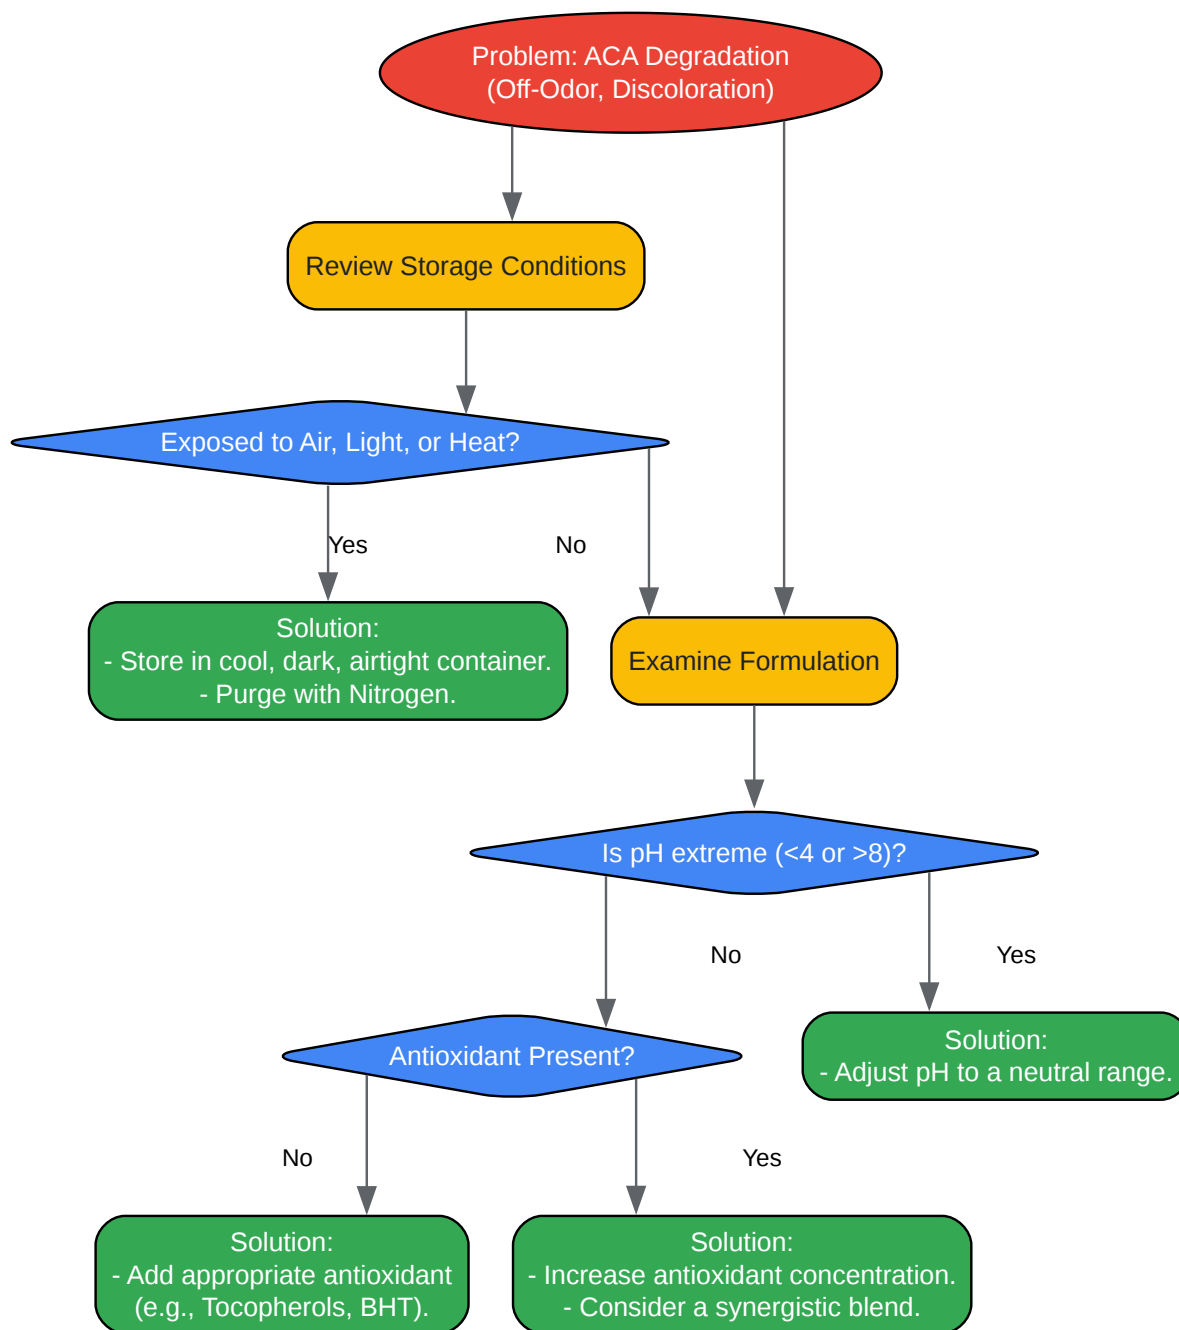 Problem: ACA Degradation
(Off-Odor, Discoloration)
Review Storage Conditions
Exposed to Air, Light, or Heat?
Yes
No
Solution:
- Store in cool, dark, airtight container.
- Purge with Nitrogen.
Examine Formulation
Is pH extreme (<4 or >8)?
No
Yes
Solution:
- Adjust pH to a neutral range.
Antioxidant Present?
No
Yes
Solution:
- Add appropriate antioxidant
(e.g., Tocopherols, BHT).
Solution:
- Increase antioxidant concentration.
- Consider a synergistic blend.